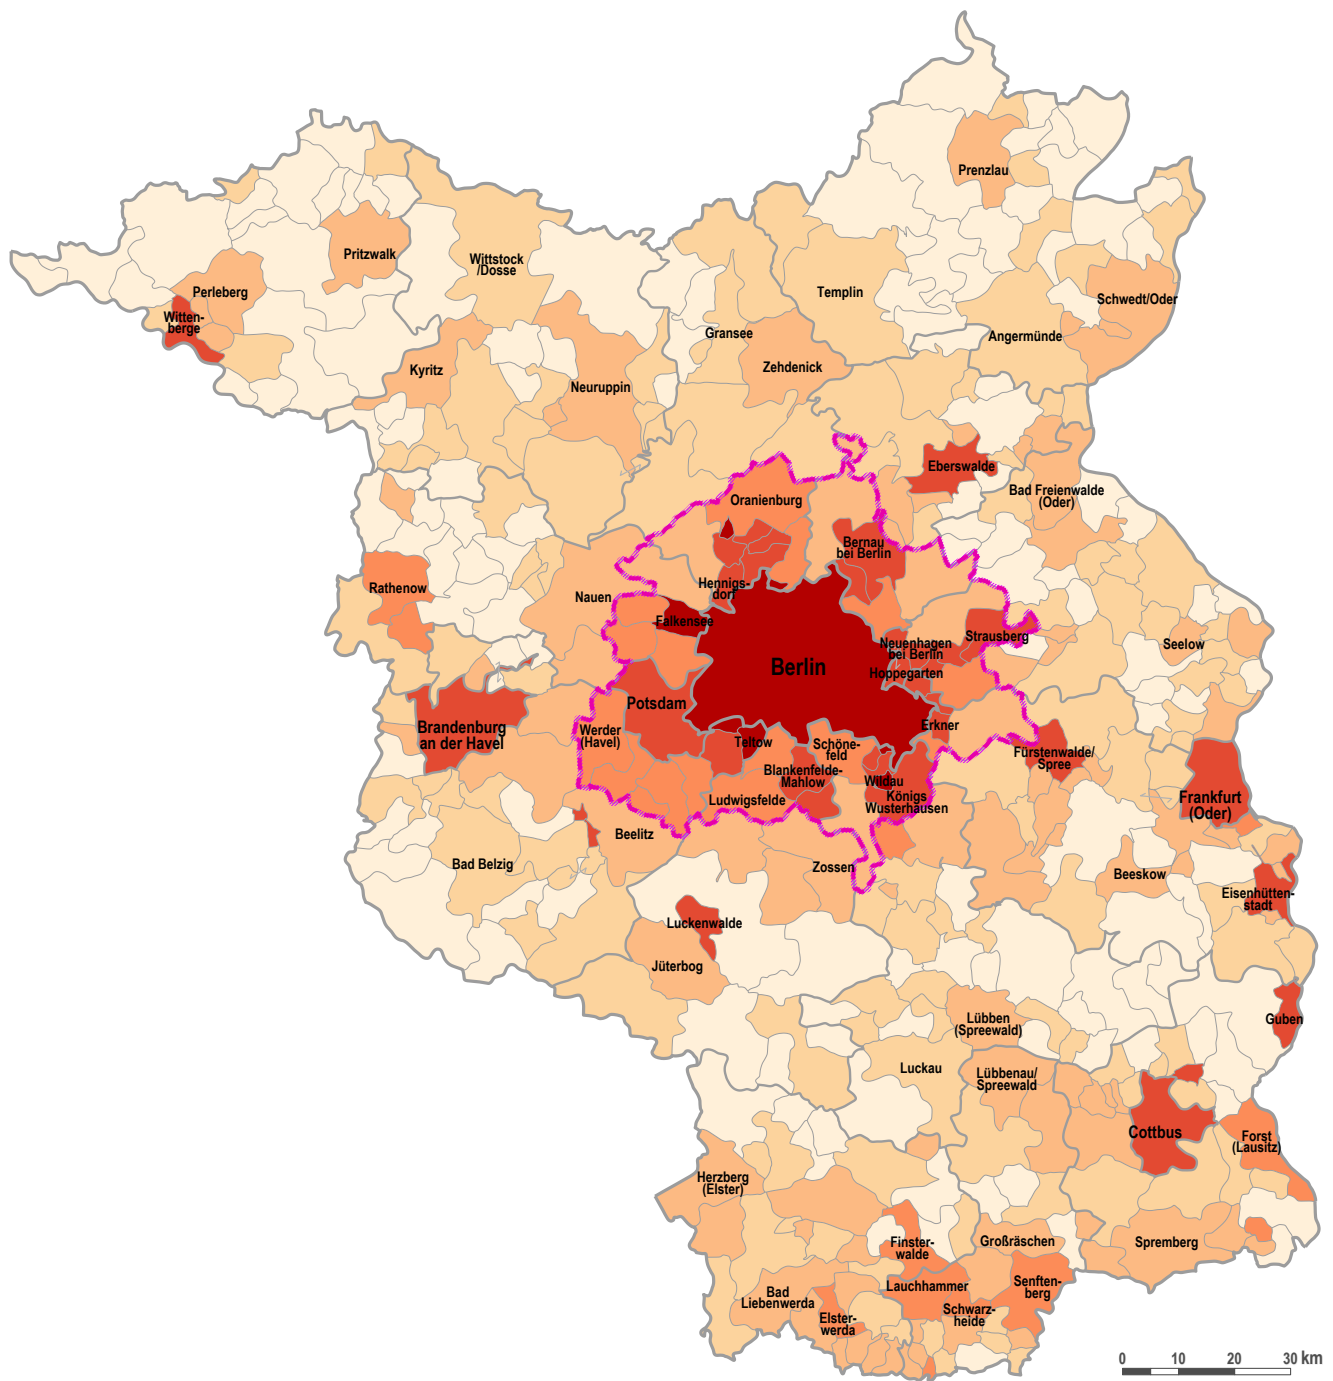 Prenzlau
Pritzwalk
Wittstock
/Dosse
Perleberg
Templin
Schwedt/Oder
Witten-
berge
Gransee
Angermünde
Kyritz
Zehdenick
Neuruppin
Eberswalde
Bad Freienwalde
(Oder)
Oranienburg
Bernau
bei Berlin
Rathenow
Hennigs-
dorf
Nauen
Falkensee
Strausberg
Neuenhagen
bei Berlin
Seelow
Berlin
Hoppegarten
Potsdam
Brandenburg
an der Havel
Werder
(Havel)
Teltow
Erkner
Schöne-
feld
Fürstenwalde/
Spree
Blankenfelde-
Mahlow
Wildau
Königs
Wusterhausen
Ludwigsfelde
Frankfurt
(Oder)
Beelitz
Bad Belzig
Zossen
Beeskow
Eisenhütten-
stadt
Luckenwalde
Jüterbog
Lübben
(Spreewald)
Guben
Luckau
Lübbenau/
Spreewald
Cottbus
Forst
(Lausitz)
Herzberg
(Elster)
Finster-
walde
Großräschen
Spremberg
Lauchhammer
Senften-
berg
Bad
Liebenwerda
Schwarz-
heide
Elster-
werda
0 10 20 30 km